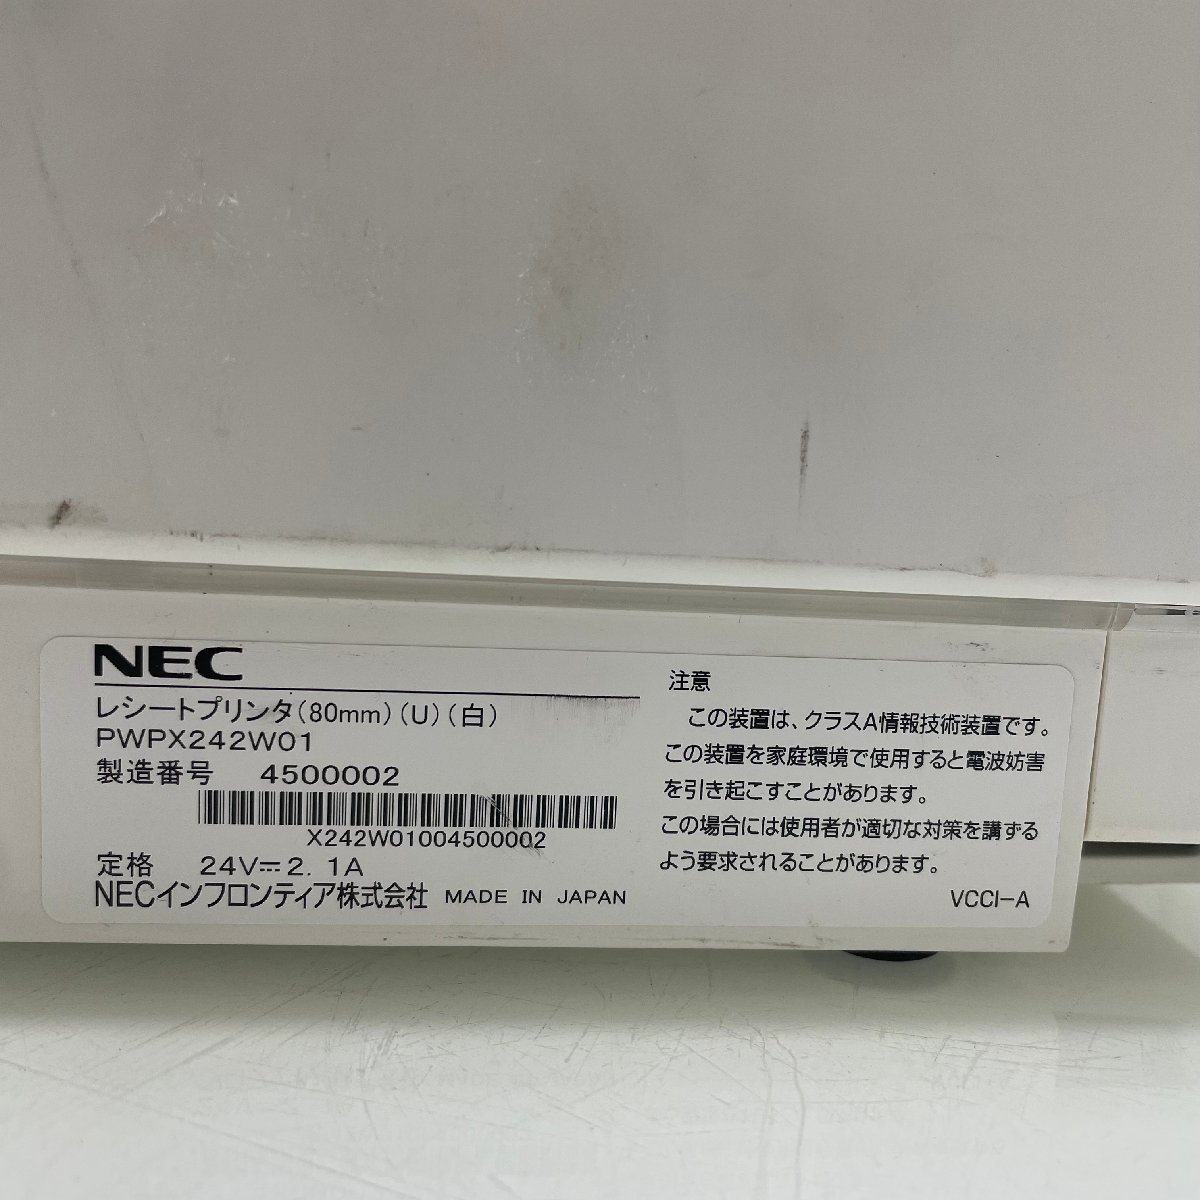 NEC
レシートプリンタ(80mm)(U)(白)
PWPX242W01
製造番号 4500002
X242W01004500002
定格 24V⎓2.1A
NECインフロンティア株式会社 MADE IN JAPAN
注意
この装置は、クラスA情報技術装置です。
この装置を家庭環境で使用すると電波妨害
を引き起こすことがあります。
この場合には使用者が適切な対策を講ずる
よう要求されることがあります。
VCCI-A